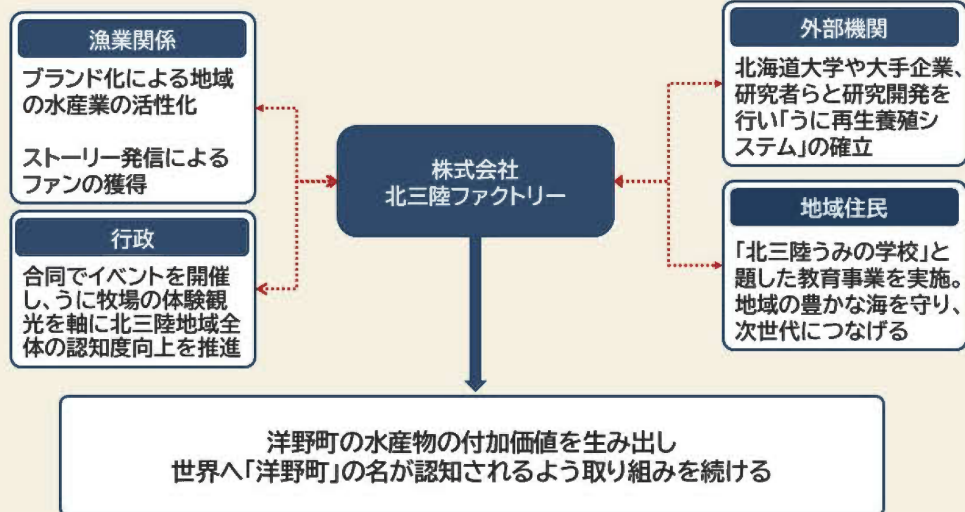 漁業関係
ブランド化による地域
の水産業の活性化
ストーリー発信による
ファンの獲得
行政
合同でイベントを開催
し、うに牧場の体験観
光を軸に北三陸地域全
体の認知度向上を推進
株式会社
北三陸ファクトリー
外部機関
北海道大学や大手企業、
研究者らと研究開発を
行い「うに再生養殖シ
ステム」の確立
地域住民
「北三陸うみの学校」と
題した教育事業を実施。
地域の豊かな海を守り、
次世代につなげる
洋野町の水産物の付加価値を生み出し
世界へ「洋野町」の名が認知されるよう取り組みを続ける